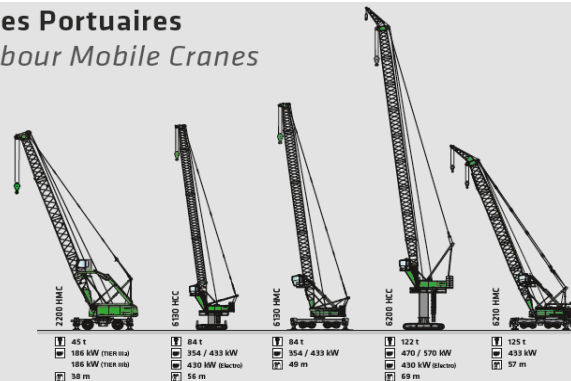 es Portuaires
bour Mobile Cranes
2200 HMC
45 t
186 kW (TIER IIIa)
186 kW (TIER IIIb)
38 m
6130 HCC
84 t
354 / 433 kW
430 kW (Electro)
56 m
6130 HMC
84 t
354 / 433 kW
49 m
6200 HCC
122 t
470 / 570 kW
430 kW (Electro)
69 m
6210 HMC
125 t
433 kW
57 m